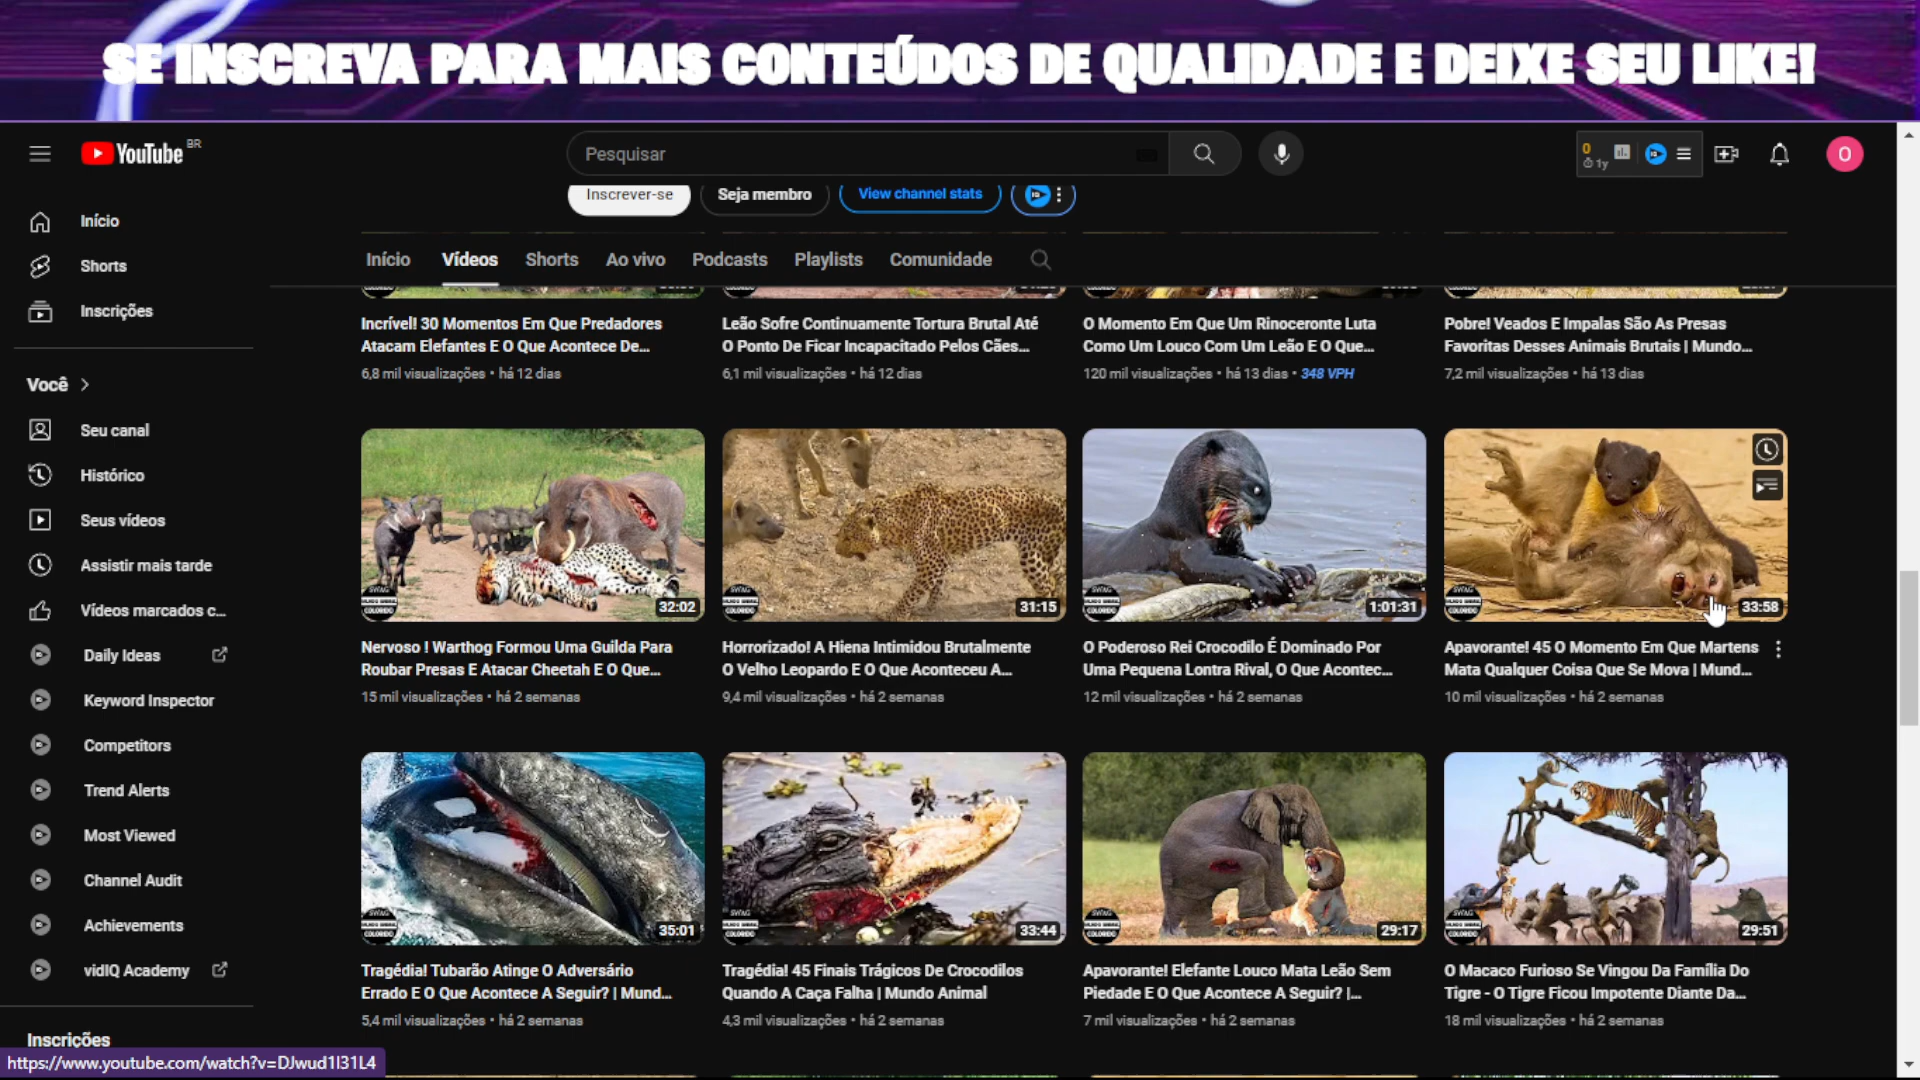 SE INSCREVA PARA MAIS CONTEÚDOS DE QUALIDADE E DEIXE SEU LIKE!
YouTube BR
Pesquisar
0
1y
O
Inscrever-se
Seja membro
View channel stats
Início
Vídeos
Shorts
Ao vivo
Podcasts
Playlists
Comunidade
Início
Shorts
Inscrições
Você
Seu canal
Histórico
Seus vídeos
Assistir mais tarde
Vídeos marcados c...
Daily Ideas
Keyword Inspector
Competitors
Trend Alerts
Most Viewed
Channel Audit
Achievements
vidIQ Academy
Inscrições
https://www.youtube.com/watch?v=DJwud1l31L4
Incrível! 30 Momentos Em Que Predadores
Atacam Elefantes E O Que Acontece De...
6,8 mil visualizações • há 12 dias
Leão Sofre Continuamente Tortura Brutal Até
O Ponto De Ficar Incapacitado Pelos Cães...
6,1 mil visualizações • há 12 dias
O Momento Em Que Um Rinoceronte Luta
Como Um Louco Com Um Leão E O Que...
120 mil visualizações • há 13 dias • 348 VPH
Pobre! Veados E Impalas São As Presas
Favoritas Desses Animais Brutais | Mundo...
7,2 mil visualizações • há 13 dias
32:02
Nervoso ! Warthog Formou Uma Guilda Para
Roubar Presas E Atacar Cheetah E O Que...
15 mil visualizações • há 2 semanas
31:15
Horrorizado! A Hiena Intimidou Brutalmente
O Velho Leopardo E O Que Aconteceu A...
9,4 mil visualizações • há 2 semanas
1:01:31
O Poderoso Rei Crocodilo É Dominado Por
Uma Pequena Lontra Rival, O Que Acontec...
12 mil visualizações • há 2 semanas
33:58
Apavorante! 45 O Momento Em Que Martens
Mata Qualquer Coisa Que Se Mova | Mund...
10 mil visualizações • há 2 semanas
35:01
Tragédia! Tubarão Atinge O Adversário
Errado E O Que Acontece A Seguir? | Mund...
5,4 mil visualizações • há 2 semanas
33:44
Tragédia! 45 Finais Trágicos De Crocodilos
Quando A Caça Falha | Mundo Animal
4,3 mil visualizações • há 2 semanas
29:17
Apavorante! Elefante Louco Mata Leão Sem
Piedade E O Que Acontece A Seguir? |...
7 mil visualizações • há 2 semanas
29:51
O Macaco Furioso Se Vingou Da Família Do
Tigre - O Tigre Ficou Impotente Diante Da...
18 mil visualizações • há 2 semanas